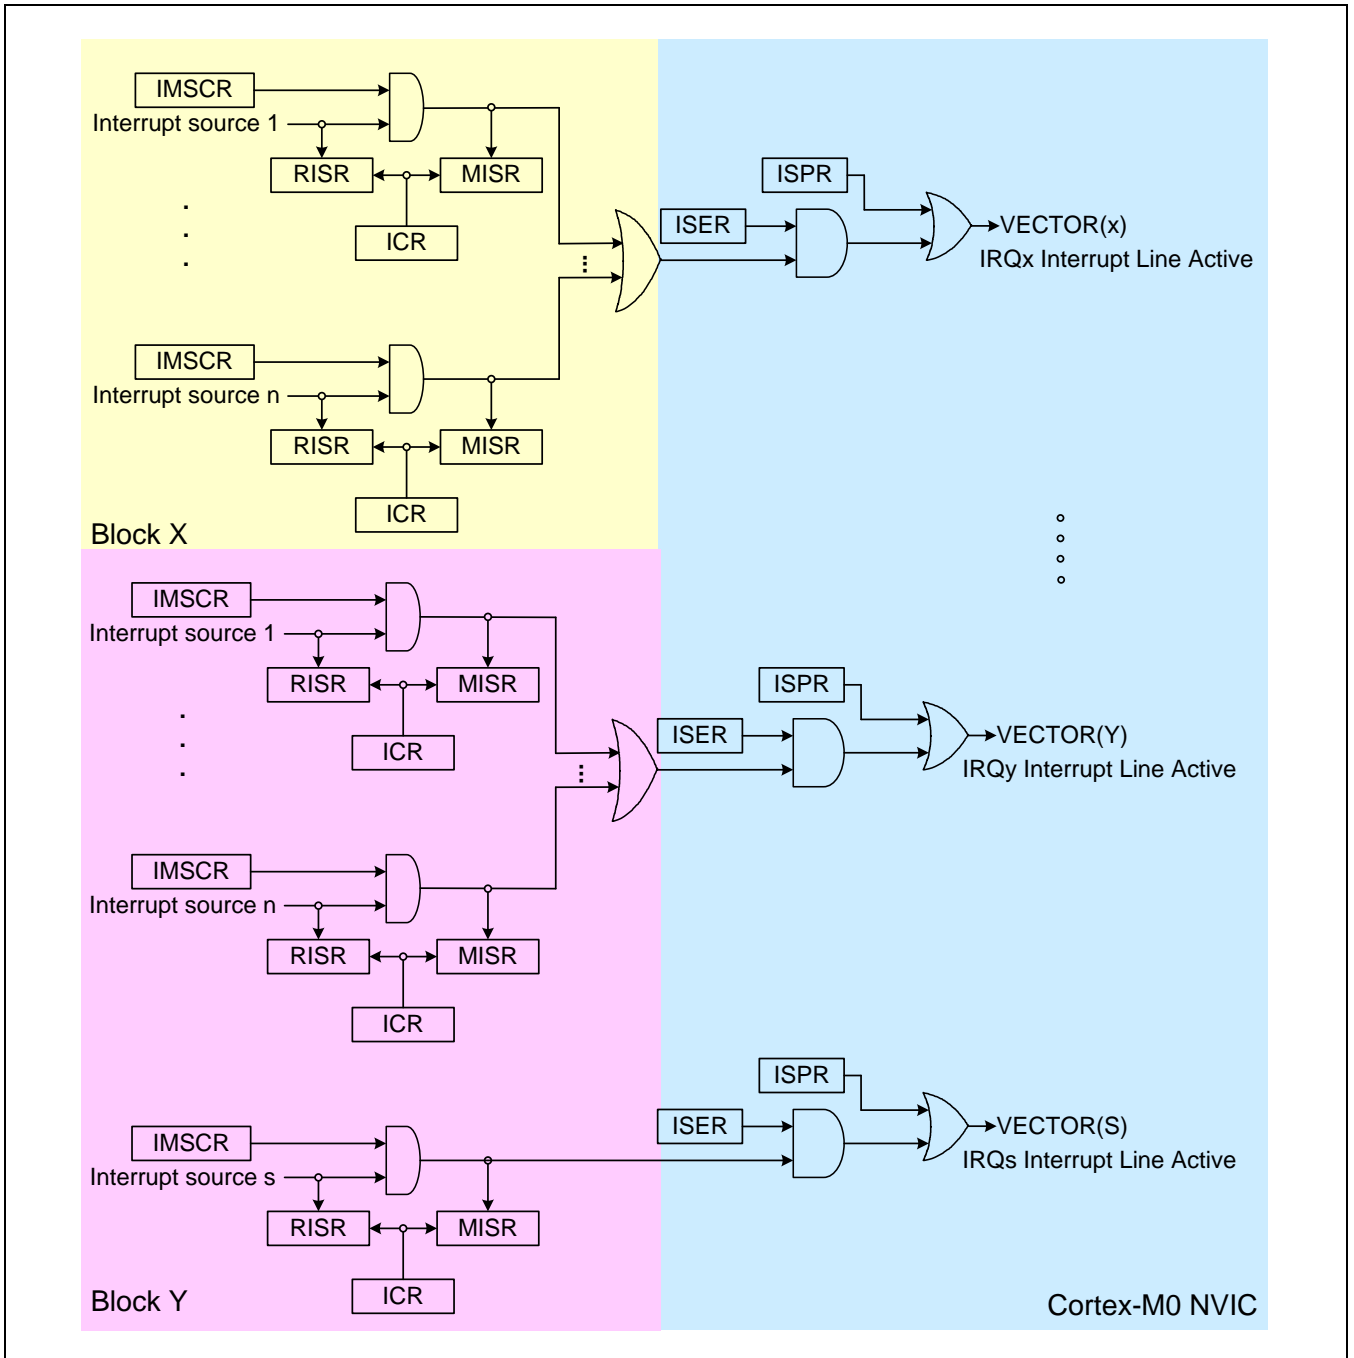 IMSCR
Interrupt source 1
RISR
MISR
ICR
ISPR
ISER
VECTOR(x)
IRQx Interrupt Line Active
IMSCR
Interrupt source n
RISR
MISR
ICR
Block X
IMSCR
Interrupt source 1
RISR
MISR
ICR
ISPR
ISER
VECTOR(Y)
IRQy Interrupt Line Active
IMSCR
Interrupt source n
RISR
MISR
ICR
ISPR
ISER
VECTOR(S)
IRQs Interrupt Line Active
IMSCR
Interrupt source s
RISR
MISR
ICR
Block Y
Cortex-M0 NVIC